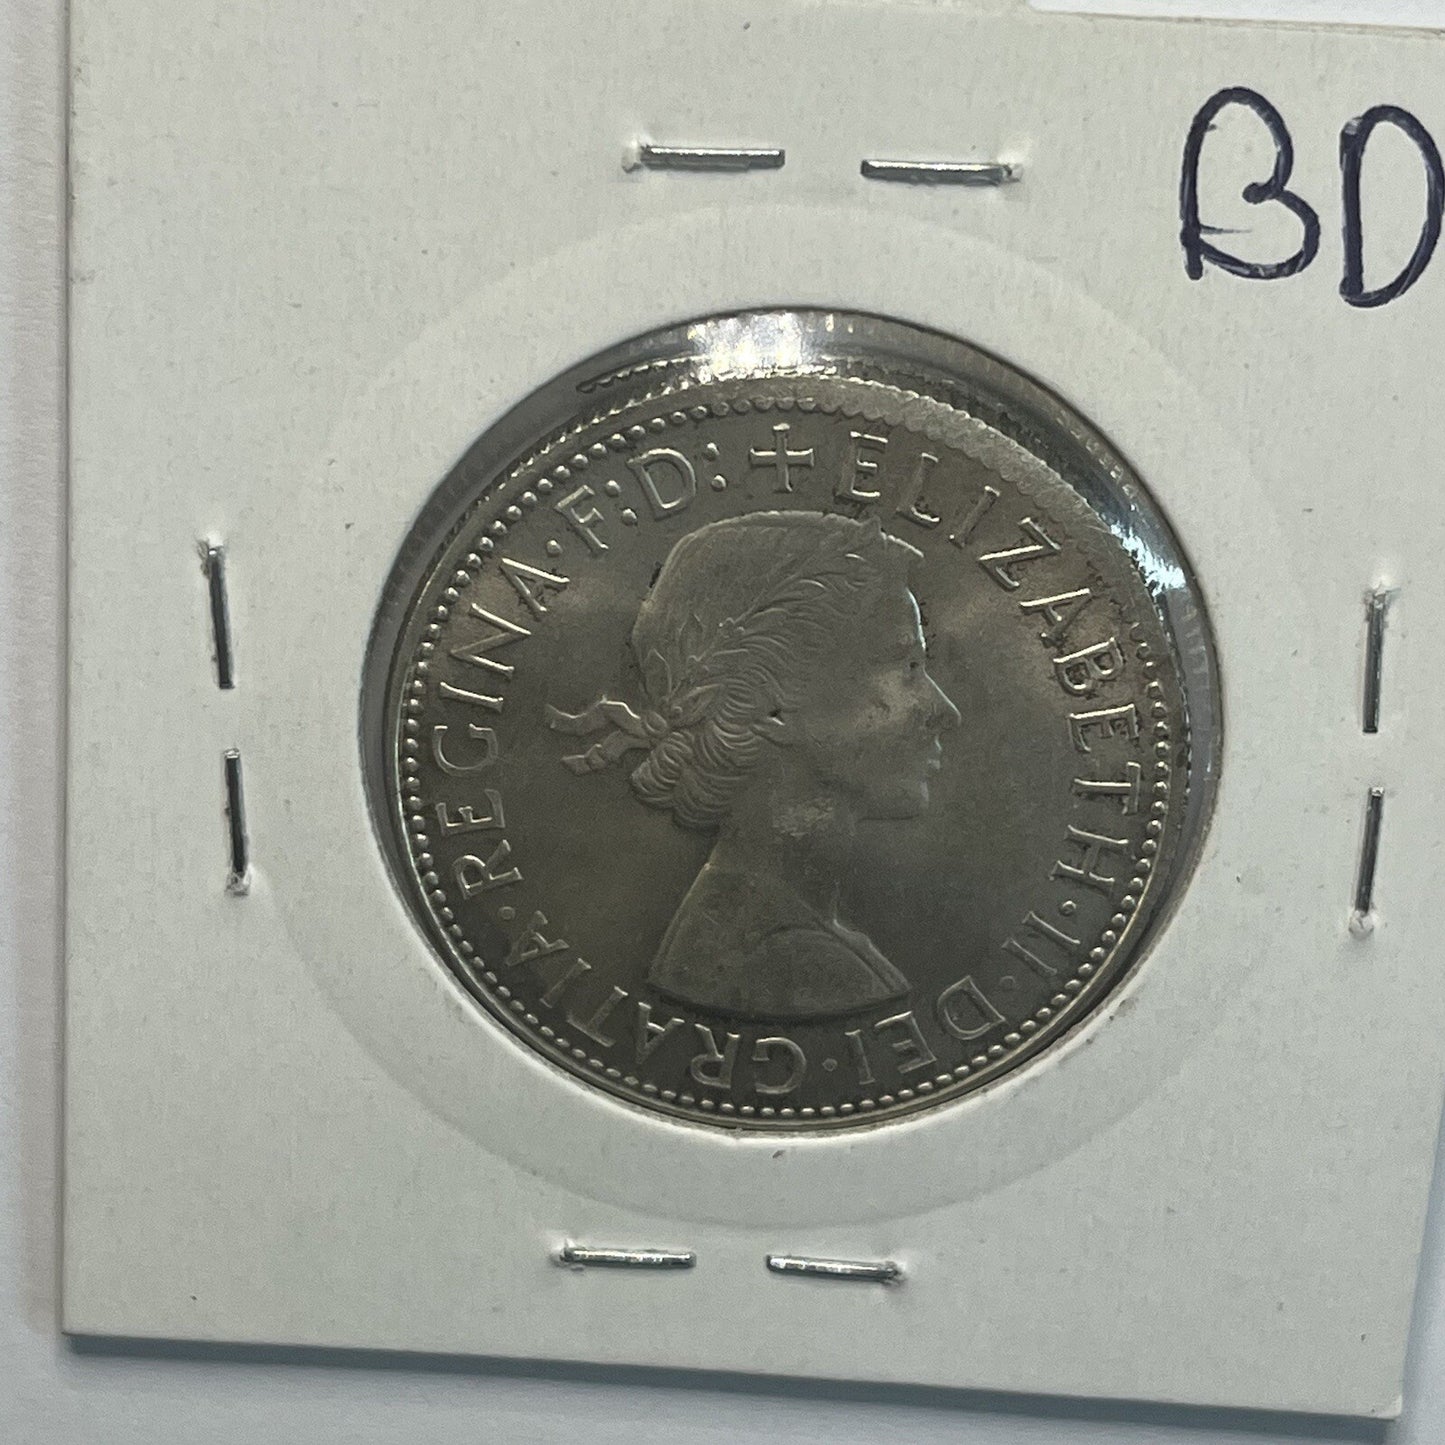 BD
+ ELIZABETH · II · DEI · GRATIA · REGINA · F : D :